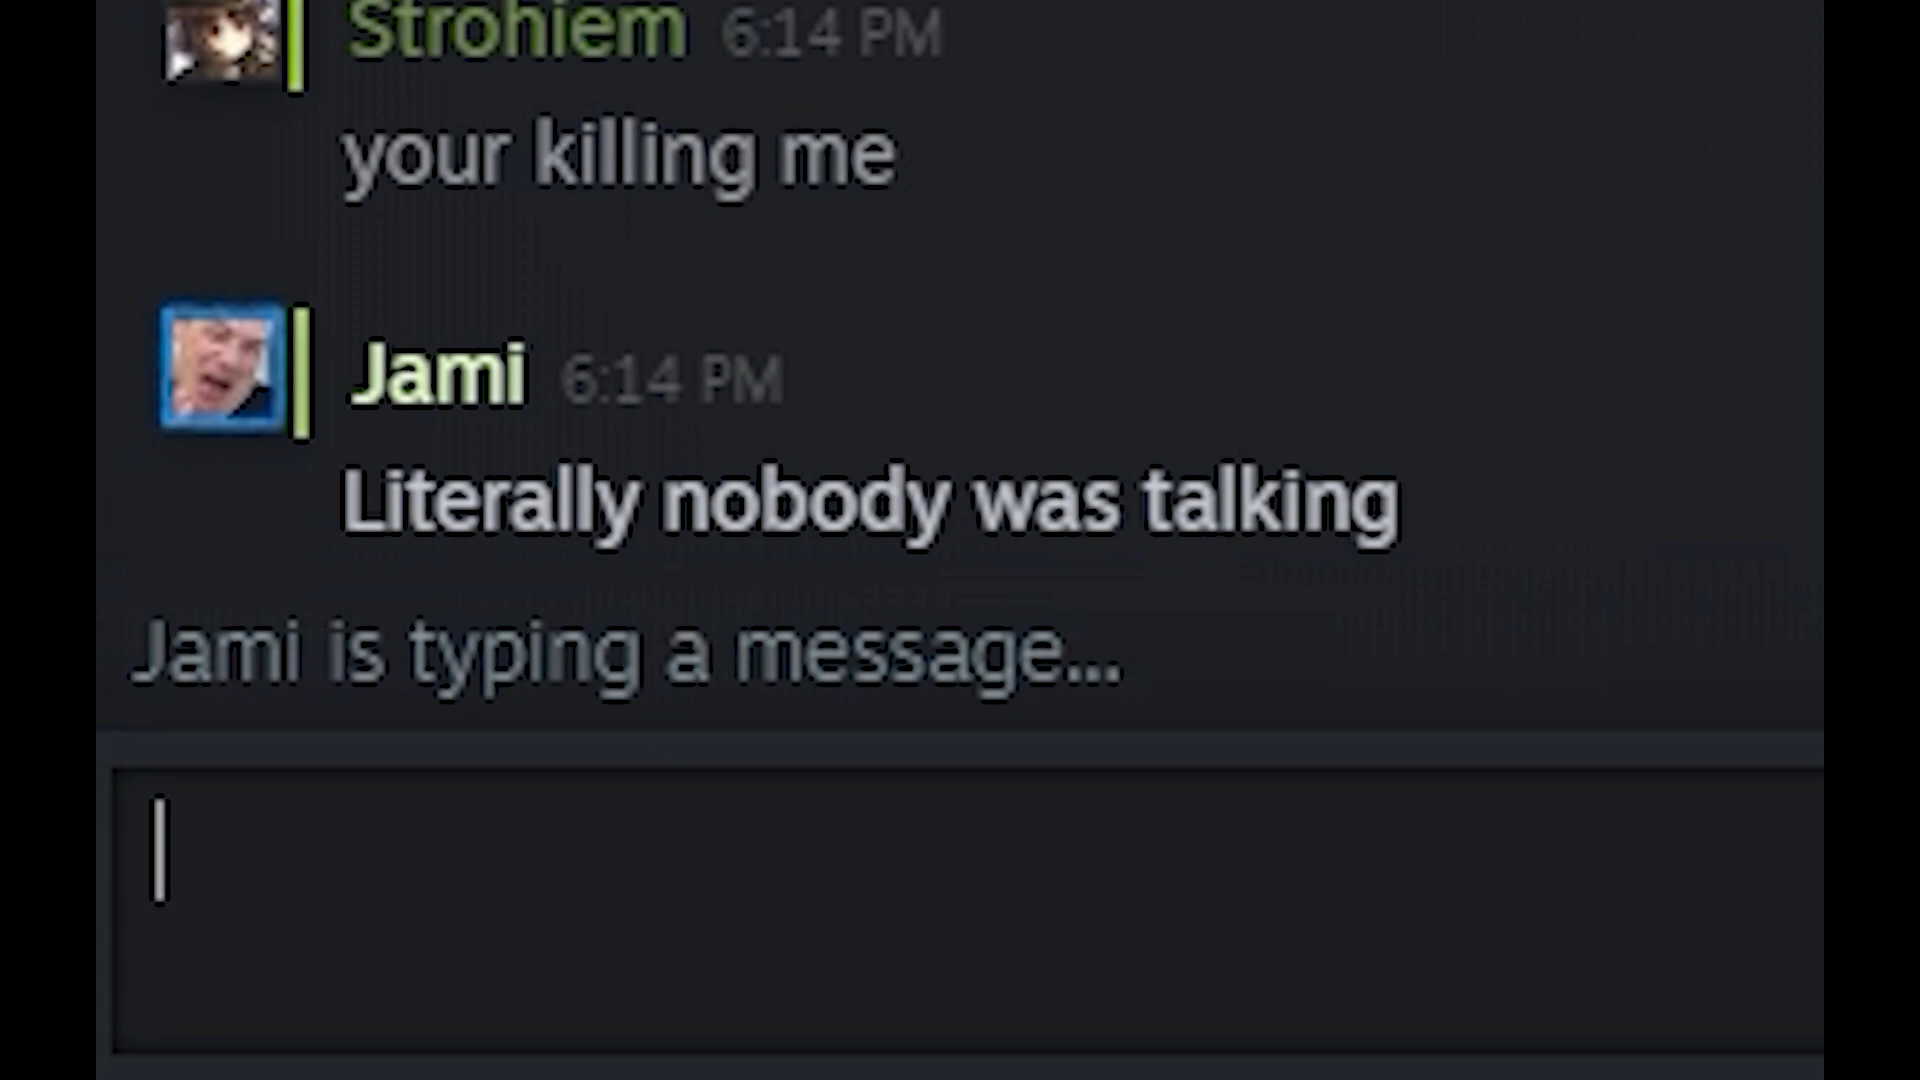 Strohiem 6:14 PM
your killing me
Jami 6:14 PM
Literally nobody was talking
Jami is typing a message...